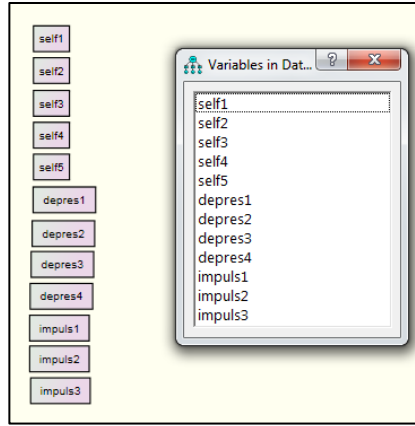 self1
self2
self3
self4
self5
depres1
depres2
depres3
depres4
impuls1
impuls2
impuls3
Variables in Dat...
self1
self2
self3
self4
self5
depres1
depres2
depres3
depres4
impuls1
impuls2
impuls3